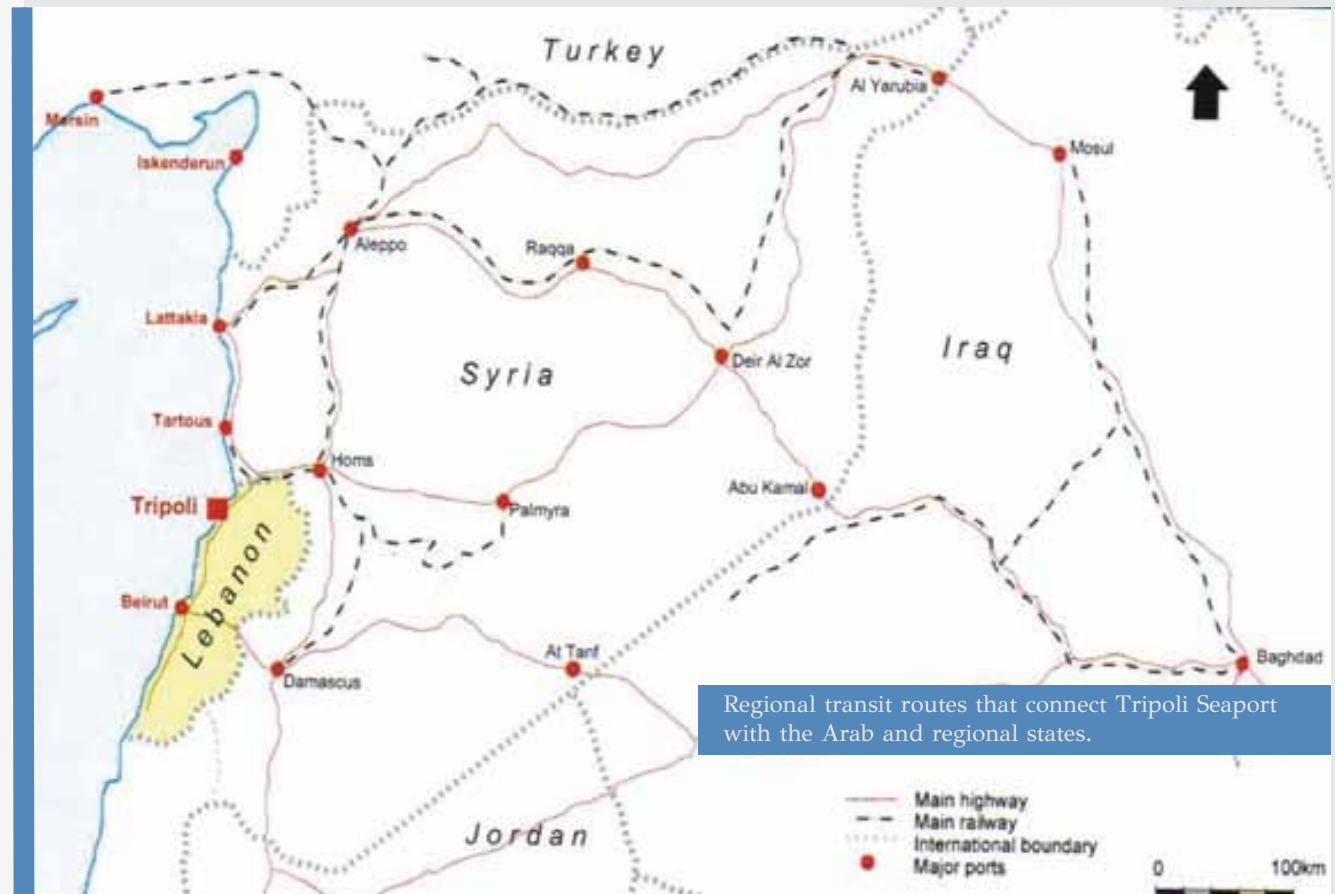 Turkey
Al Yarubia
Mersin
Iskenderun
Mosul
Aleppo
Raqqa
Lattakia
Syria
Iraq
Deir Al Zor
Tartous
Homs
Abu Kamal
Tripoli
Palmyra
Lebanon
Beirut
At Tanf
Damascus
Baghdad
Regional transit routes that connect Tripoli Seaport
with the Arab and regional states.
Jordan
Main highway
Main railway
International boundary
Major ports
0 100km